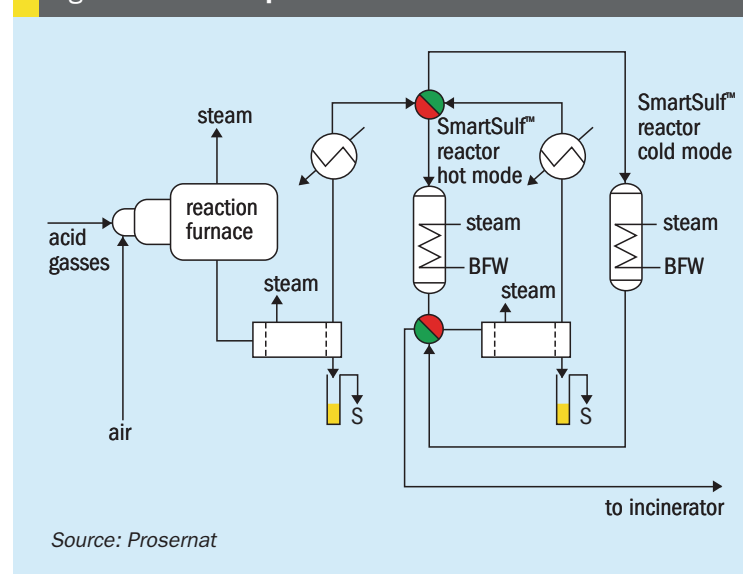 steam
SmartSulf™
reactor
hot mode
SmartSulf™
reactor
cold mode
reaction
furnace
acid
gasses
steam
BFW
steam
BFW
steam
steam
S
S
air
to incinerator
Source: Prosernat